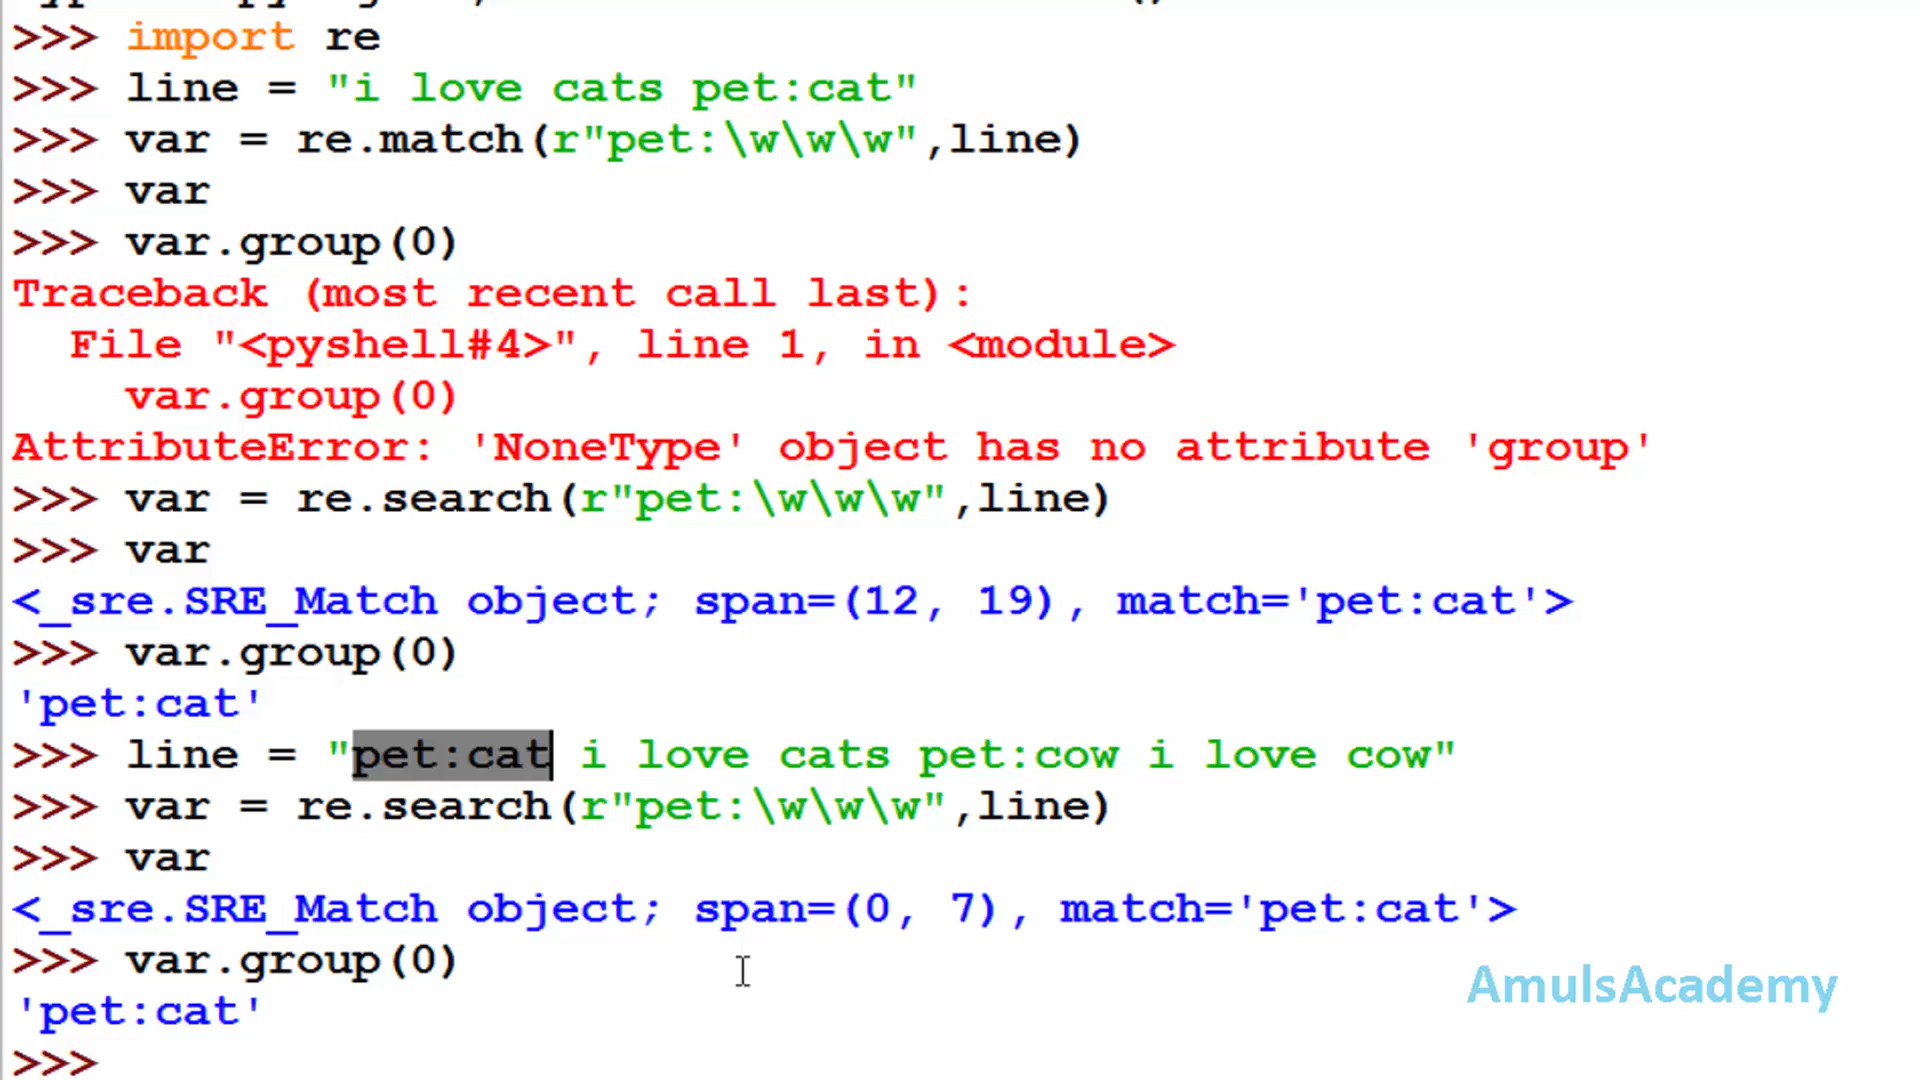 >>> import re
>>> line = "i love cats pet:cat"
>>> var = re.match(r"pet:\w\w\w",line)
>>> var
>>> var.group(0)
Traceback (most recent call last):
  File "<pyshell#4>", line 1, in <module>
    var.group(0)
AttributeError: 'NoneType' object has no attribute 'group'
>>> var = re.search(r"pet:\w\w\w",line)
>>> var
<_sre.SRE_Match object; span=(12, 19), match='pet:cat'>
>>> var.group(0)
'pet:cat'
>>> line = "pet:cat i love cats pet:cow i love cow"
>>> var = re.search(r"pet:\w\w\w",line)
>>> var
<_sre.SRE_Match object; span=(0, 7), match='pet:cat'>
>>> var.group(0)
'pet:cat'
>>>
AmulsAcademy